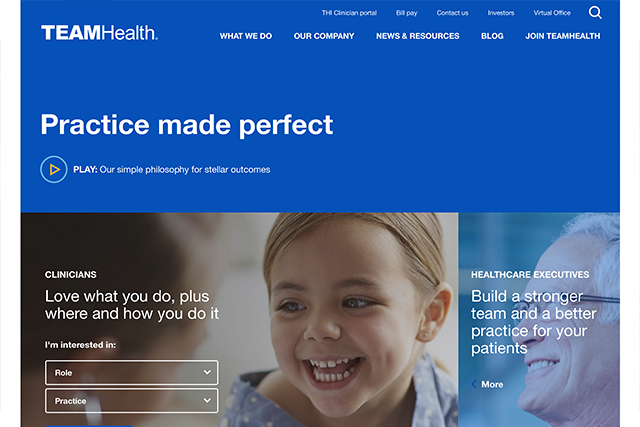 THI Clinician portal Bill pay Contact us Investors Virtual Office
TEAMHealth®
WHAT WE DO OUR COMPANY NEWS & RESOURCES BLOG JOIN TEAMHEALTH
Practice made perfect
PLAY: Our simple philosophy for stellar outcomes
CLINICIANS
Love what you do, plus
where and how you do it
I'm interested in:
Role
Practice
HEALTHCARE EXECUTIVES
Build a stronger
team and a better
practice for your
patients
More